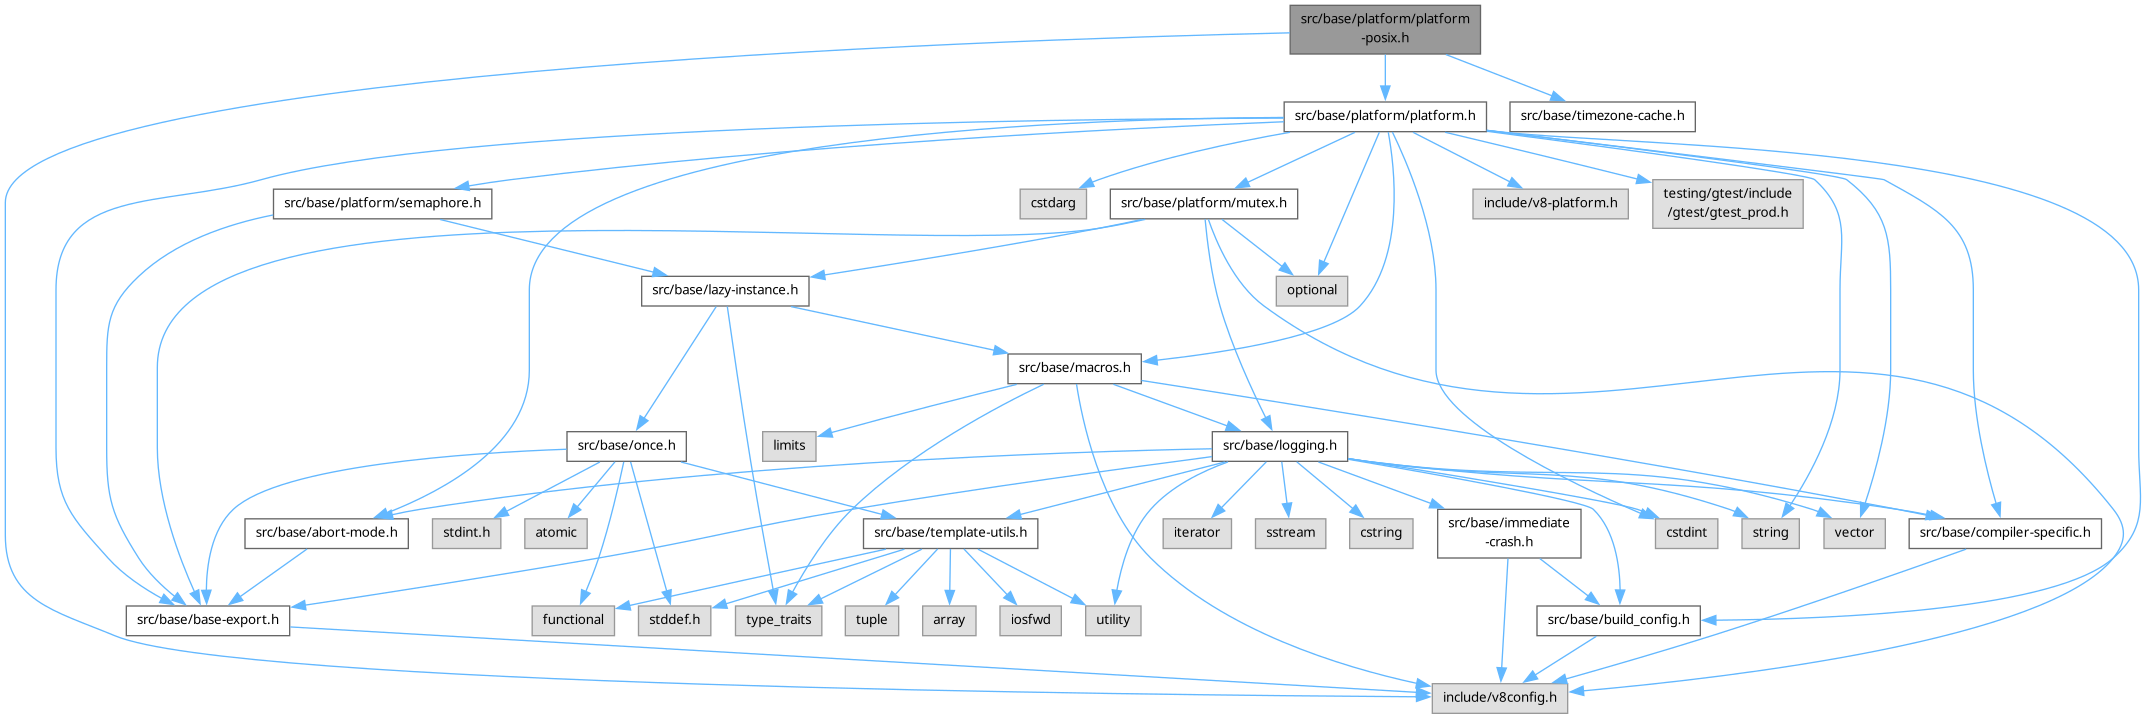 src/base/platform/platform
-posix.h
src/base/platform/platform.h
src/base/timezone-cache.h
src/base/platform/semaphore.h
cstdarg
src/base/platform/mutex.h
include/v8-platform.h
testing/gtest/include
/gtest/gtest_prod.h
src/base/lazy-instance.h
optional
src/base/macros.h
limits
src/base/once.h
src/base/logging.h
src/base/abort-mode.h
stdint.h
atomic
src/base/template-utils.h
iterator
sstream
cstring
src/base/immediate
-crash.h
cstdint
string
vector
src/base/compiler-specific.h
src/base/base-export.h
functional
stddef.h
type_traits
tuple
array
iosfwd
utility
src/base/build_config.h
include/v8config.h